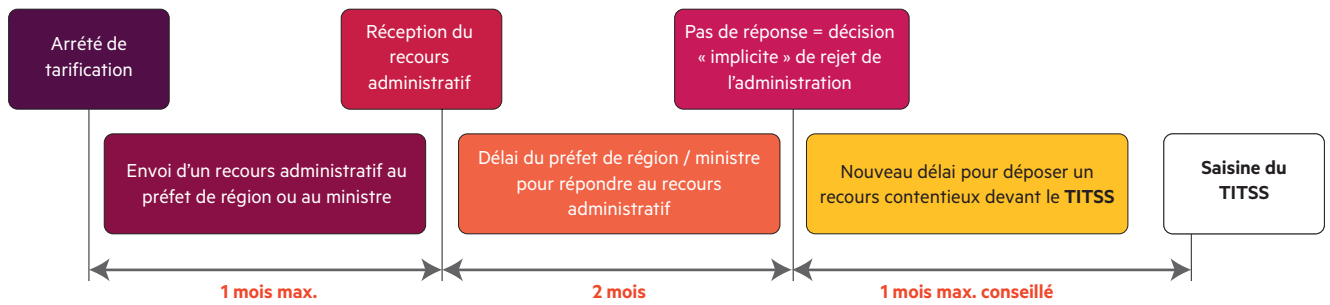 Arrété de
tarification
Réception du
recours
administratif
Pas de réponse = décision
« implicite » de rejet de
l'administration
Envoi d'un recours administratif au
préfet de région ou au ministre
Délai du préfet de région / ministre
pour répondre au recours
administratif
Nouveau délai pour déposer un
recours contentieux devant le TITSS
Saisine du
TITSS
1 mois max.
2 mois
1 mois max. conseillé